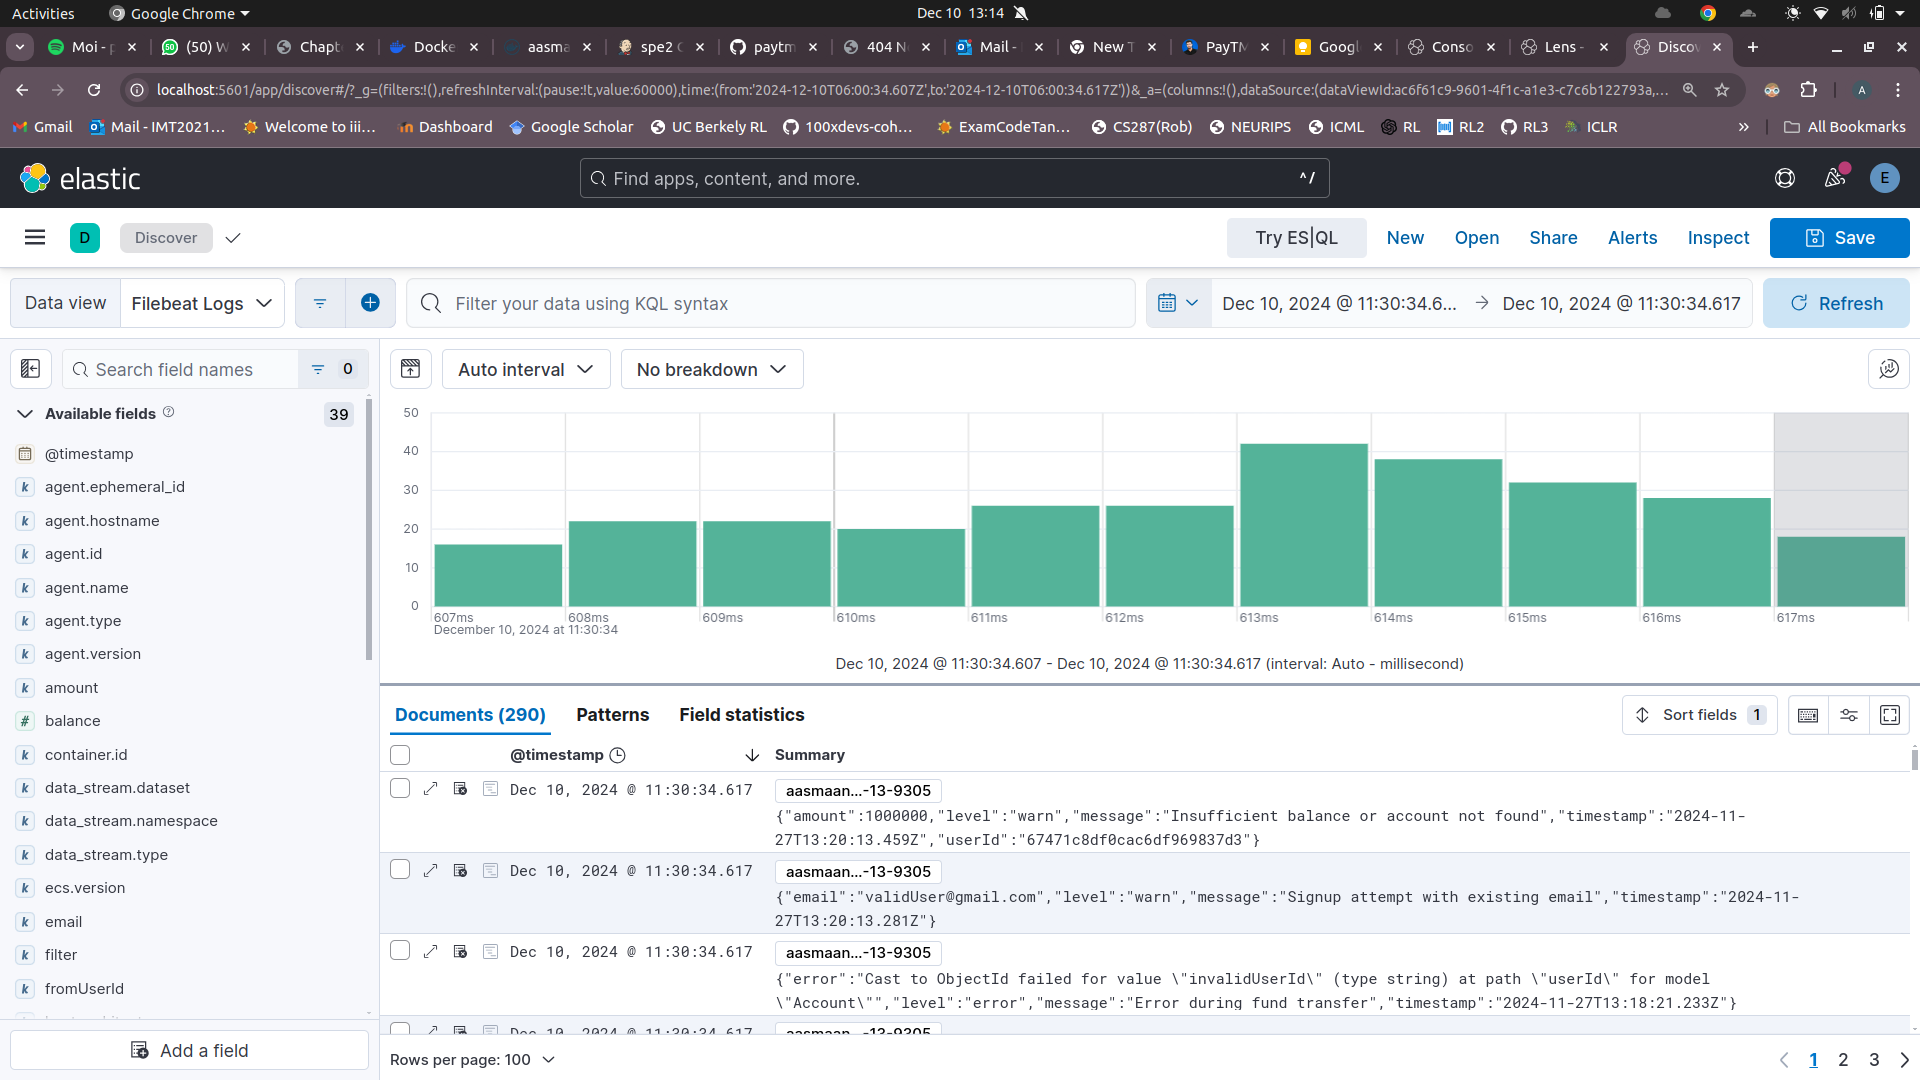 Activities Google Chrome Dec 10 13:14
Moi - p (50) W Chapt Docke aasma spe2 C paytm 404 N Mail - New T PayTM Googl Conso Lens - Disco
localhost:5601/app/discover#/?_g=(filters:!(),refreshInterval:(pause:!t,value:60000),time:(from:'2024-12-10T06:00:34.607Z',to:'2024-12-10T06:00:34.617Z'))&_a=(columns:!(),dataSource:(dataViewId:ac6f61c9-9601-4f1c-a1e3-c7c6b122793a,... A
Gmail Mail - IMT2021... Welcome to iii... Dashboard Google Scholar UC Berkely RL 100xdevs-coh... ExamCodeTan... CS287(Rob) NEURIPS ICML RL RL2 RL3 ICLR » All Bookmarks
elastic Find apps, content, and more. ^/ E
D Discover Try ES|QL New Open Share Alerts Inspect Save
Data view Filebeat Logs Filter your data using KQL syntax Dec 10, 2024 @ 11:30:34.6... → Dec 10, 2024 @ 11:30:34.617 Refresh
Search field names 0 Auto interval No breakdown
Available fields 39
@timestamp
agent.ephemeral_id
agent.hostname
agent.id
agent.name
agent.type
agent.version
amount
balance
container.id
data_stream.dataset
data_stream.namespace
data_stream.type
ecs.version
email
filter
fromUserId
Add a field
50
40
30
20
10
0
607ms 608ms 609ms 610ms 611ms 612ms 613ms 614ms 615ms 616ms 617ms
December 10, 2024 at 11:30:34
Dec 10, 2024 @ 11:30:34.607 - Dec 10, 2024 @ 11:30:34.617 (interval: Auto - millisecond)
Documents (290) Patterns Field statistics Sort fields 1
@timestamp Summary
Dec 10, 2024 @ 11:30:34.617 aasmaan...-13-9305
{"amount":1000000,"level":"warn","message":"Insufficient balance or account not found","timestamp":"2024-11-
27T13:20:13.459Z","userId":"67471c8df0cac6df969837d3"}
Dec 10, 2024 @ 11:30:34.617 aasmaan...-13-9305
{"email":"validUser@gmail.com","level":"warn","message":"Signup attempt with existing email","timestamp":"2024-11-
27T13:20:13.281Z"}
Dec 10, 2024 @ 11:30:34.617 aasmaan...-13-9305
{"error":"Cast to ObjectId failed for value \"invalidUserId\" (type string) at path \"userId\" for model
\"Account\"","level":"error","message":"Error during fund transfer","timestamp":"2024-11-27T13:18:21.233Z"}
Dec 10, 2024 @ 11:30:34.617 aasmaan...-13-9305
Rows per page: 100 1 2 3